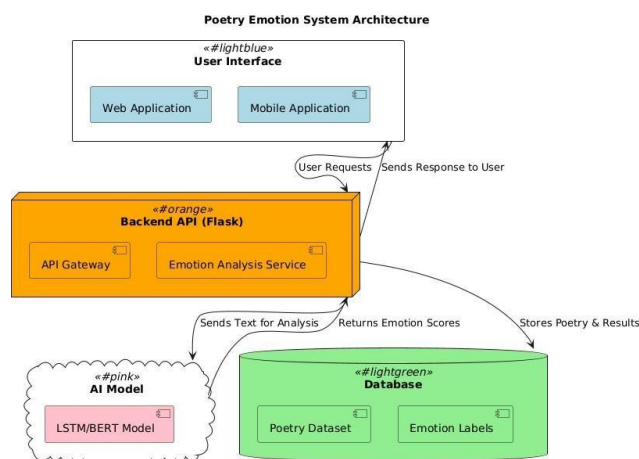 Poetry Emotion System Architecture
«#lightblue»
User Interface
Web Application
Mobile Application
User Requests
Sends Response to User
«#orange»
Backend API (Flask)
API Gateway
Emotion Analysis Service
Sends Text for Analysis
Returns Emotion Scores
Stores Poetry & Results
«#pink»
AI Model
LSTM/BERT Model
«#lightgreen»
Database
Poetry Dataset
Emotion Labels